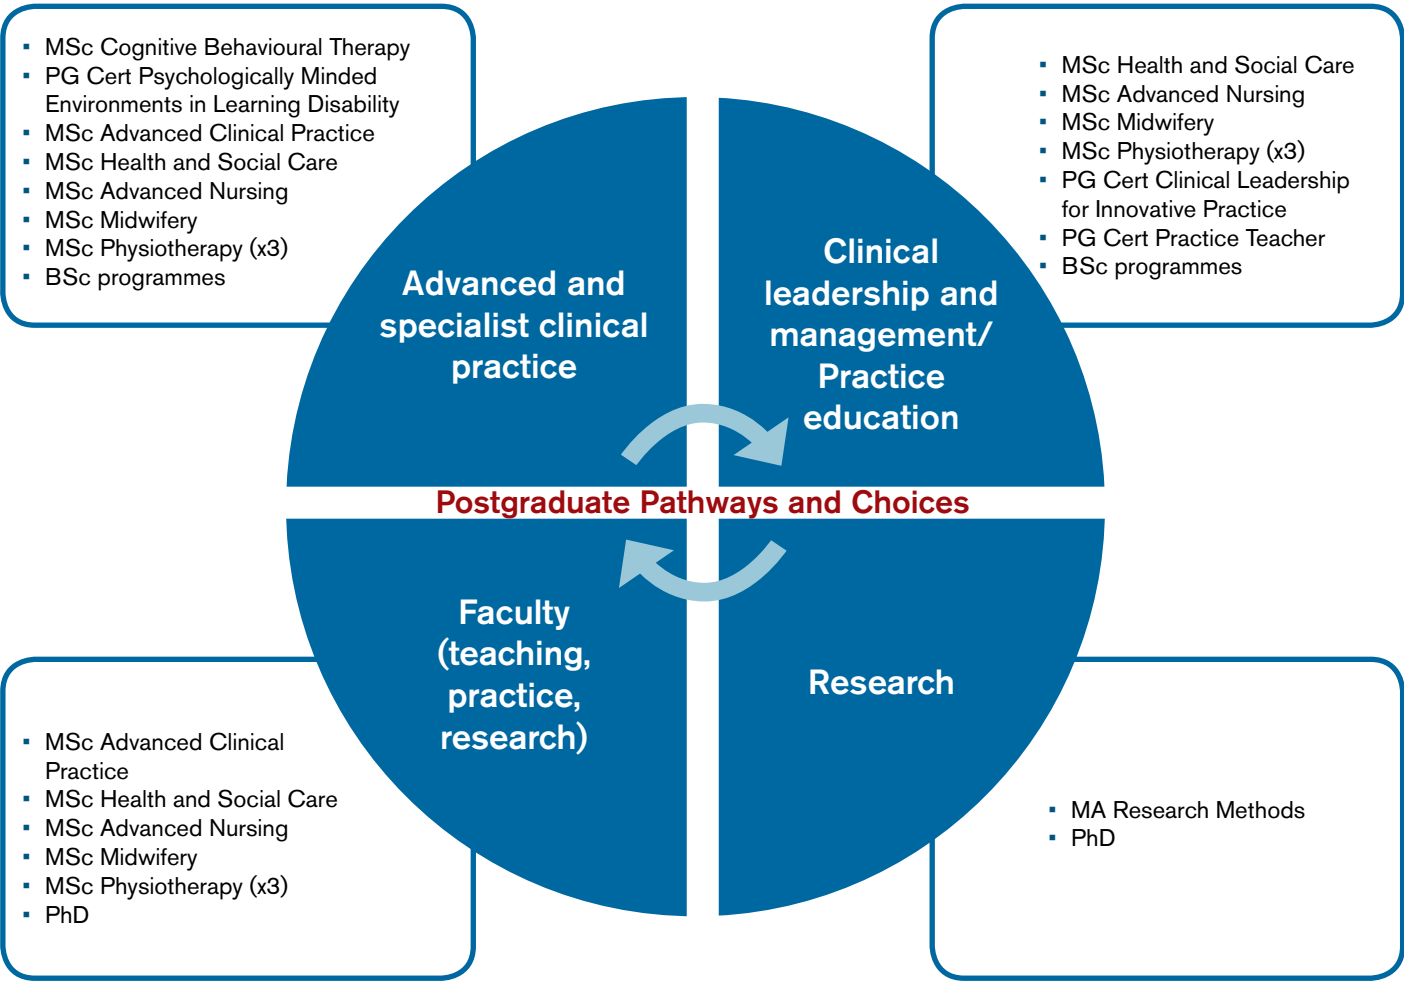 ▪ MSc Cognitive Behavioural Therapy
▪ PG Cert Psychologically Minded
Environments in Learning Disability
▪ MSc Advanced Clinical Practice
▪ MSc Health and Social Care
▪ MSc Advanced Nursing
▪ MSc Midwifery
▪ MSc Physiotherapy (x3)
▪ BSc programmes
▪ MSc Health and Social Care
▪ MSc Advanced Nursing
▪ MSc Midwifery
▪ MSc Physiotherapy (x3)
▪ PG Cert Clinical Leadership
for Innovative Practice
▪ PG Cert Practice Teacher
▪ BSc programmes
Advanced and
specialist clinical
practice
Clinical
leadership and
management/
Practice
education
Postgraduate Pathways and Choices
Faculty
(teaching,
practice,
research)
Research
▪ MSc Advanced Clinical
Practice
▪ MSc Health and Social Care
▪ MSc Advanced Nursing
▪ MSc Midwifery
▪ MSc Physiotherapy (x3)
▪ PhD
▪ MA Research Methods
▪ PhD